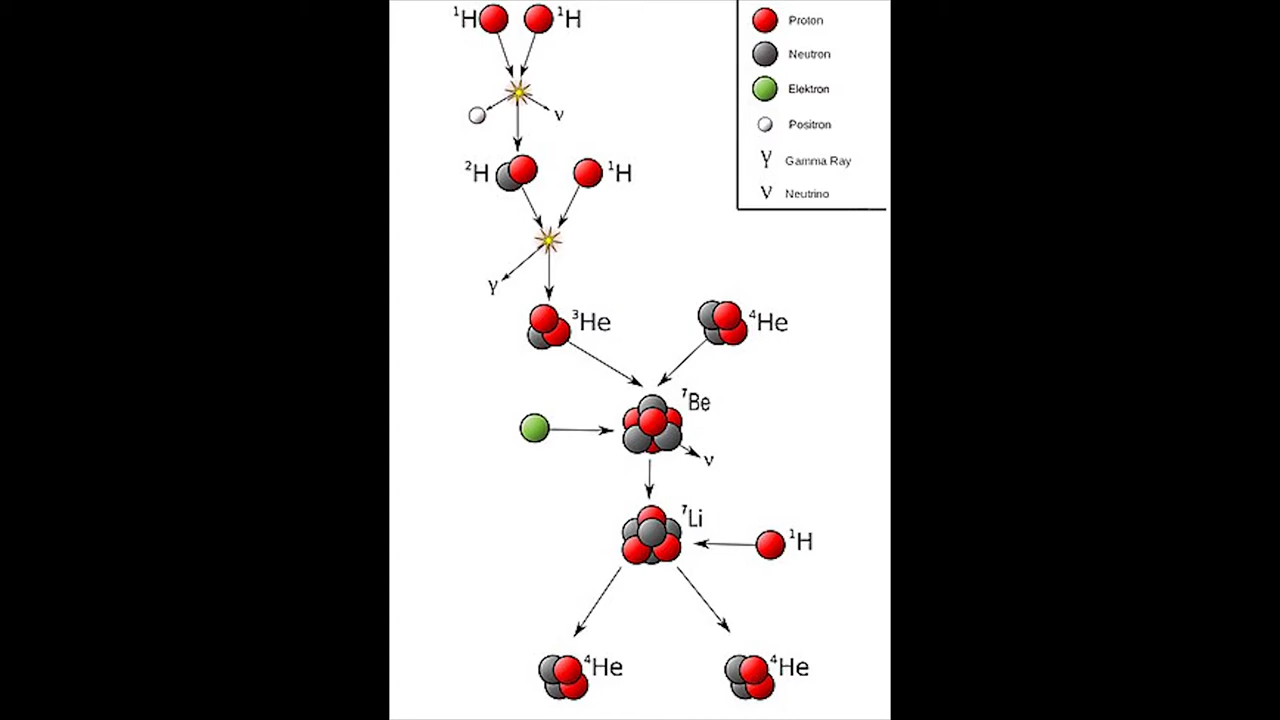 ¹H ¹H
ν
²H ¹H
γ
³He ⁴He
⁷Be
ν
⁷Li
¹H
⁴He ⁴He
Proton
Neutron
Elektron
Positron
γ Gamma Ray
ν Neutrino